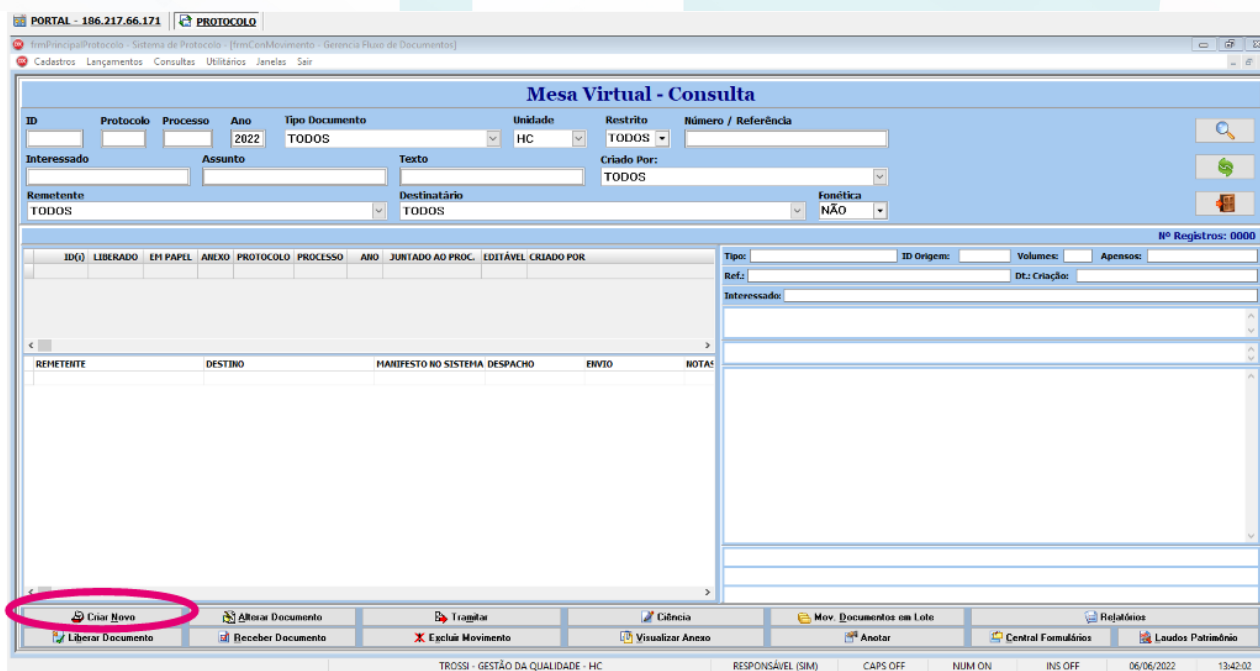 PORTAL - 186.217.66.171 PROTOCOLO
frmPrincipalProtocolo - Sistema de Protocolo - [frmConMovimento - Gerencia Fluxo de Documentos]
Cadastros Lançamentos Consultas Utilitários Janelas Sair
Mesa Virtual - Consulta
ID Protocolo Processo Ano Tipo Documento Unidade Restrito Número / Referência
2022 TODOS HC TODOS
Interessado Assunto Texto Criado Por:
TODOS
Remetente Destinatário Fonética
TODOS TODOS NÃO
Nº Registros: 0000
ID(i) LIBERADO EM PAPEL ANEXO PROTOCOLO PROCESSO ANO JUNTADO AO PROC. EDITÁVEL CRIADO POR
Tipo: ID Origem: Volumes: Apensos:
Ref.: Dt.: Criação:
Interessado:
REMETENTE DESTINO MANIFESTO NO SISTEMA DESPACHO ENVIO NOTAS
Criar Novo Alterar Documento Tramitar Ciência Mov. Documentos em Lote Relatórios
Liberar Documento Receber Documento Excluir Movimento Visualizar Anexo Anotar Central Formulários Laudos Patrimônio
TROSSI - GESTÃO DA QUALIDADE - HC RESPONSÁVEL (SIM) CAPS OFF NUM ON INS OFF 06/06/2022 13:42:02